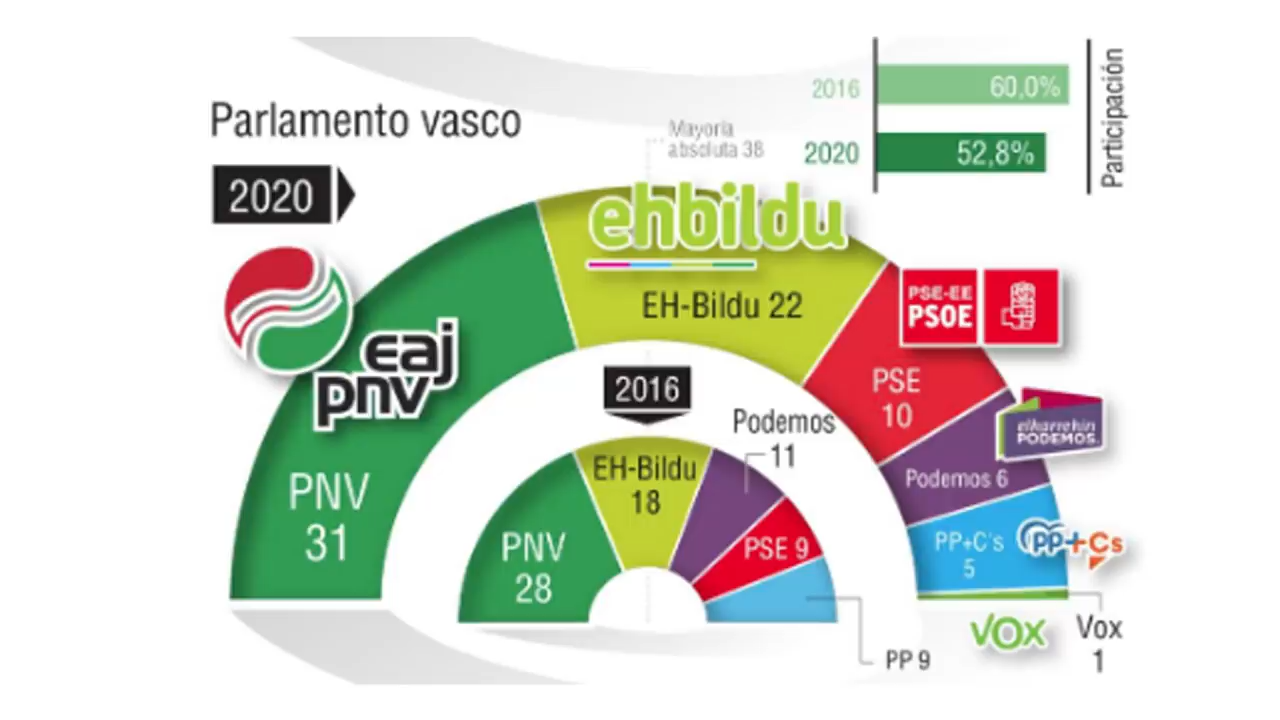 Parlamento vasco
2020
2016 60,0%
2020 52,8%
Participación
Mayoría
absoluta 38
ehbildu
EH-Bildu 22
eaj
pnv
PNV
31
PSE-EE
PSOE
PSE
10
elkarrekin
PODEMOS.
Podemos 6
PP+C's
5
PP+Cs
VOX
Vox
1
2016
PNV
28
EH-Bildu
18
Podemos
11
PSE 9
PP 9